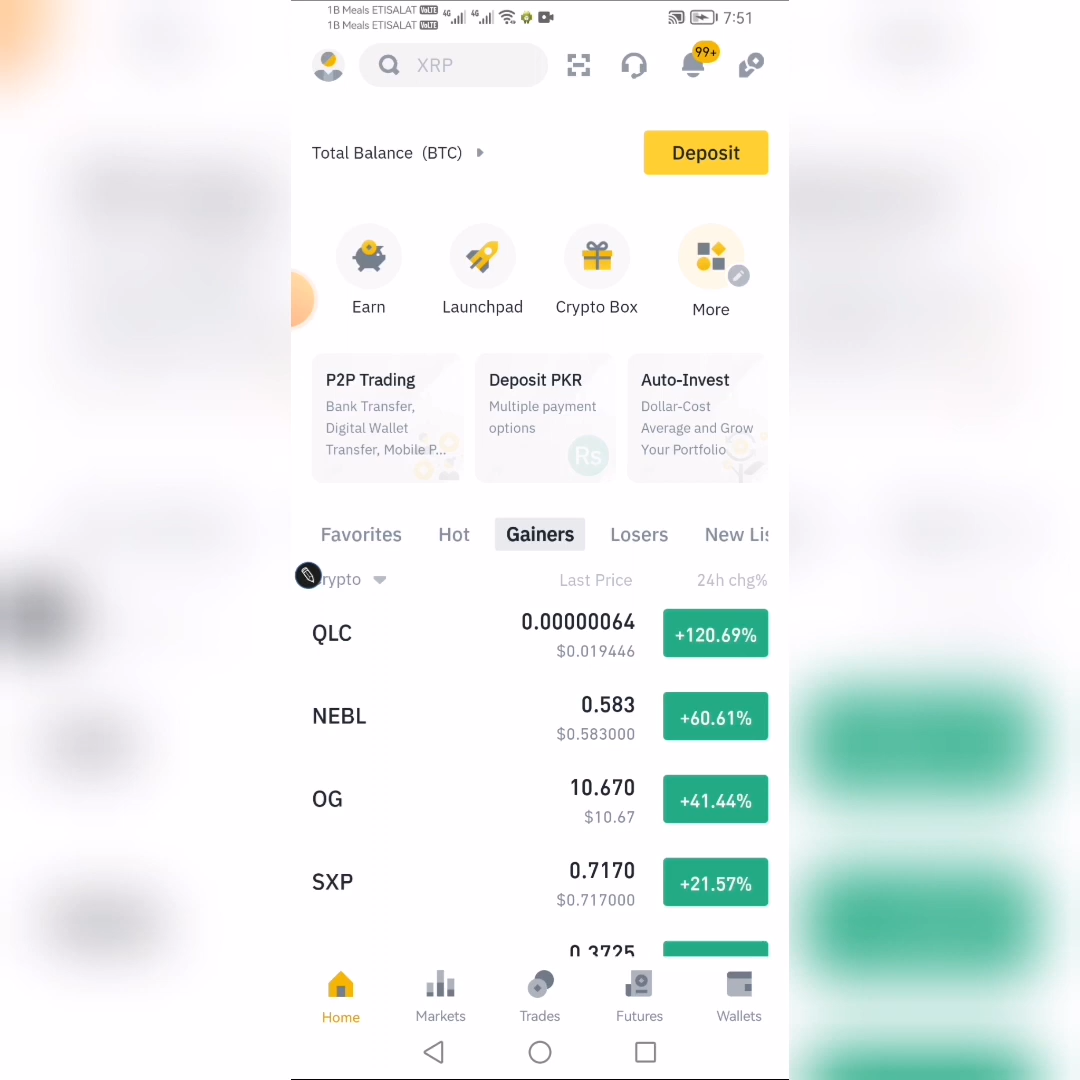 1B Meals ETISALAT VoLTE 4G 4G 7:51
1B Meals ETISALAT VoLTE
XRP
99+
Total Balance (BTC)
Deposit
Earn
Launchpad
Crypto Box
More
P2P Trading
Bank Transfer,
Digital Wallet
Transfer, Mobile P...
Deposit PKR
Multiple payment
options
Rs
Auto-Invest
Dollar-Cost
Average and Grow
Your Portfolio
Favorites Hot Gainers Losers New Lis
rypto Last Price 24h chg%
QLC 0.00000064 +120.69%
$0.019446
NEBL 0.583 +60.61%
$0.583000
OG 10.670 +41.44%
$10.67
SXP 0.7170 +21.57%
$0.717000
0.3725
Home Markets Trades Futures Wallets